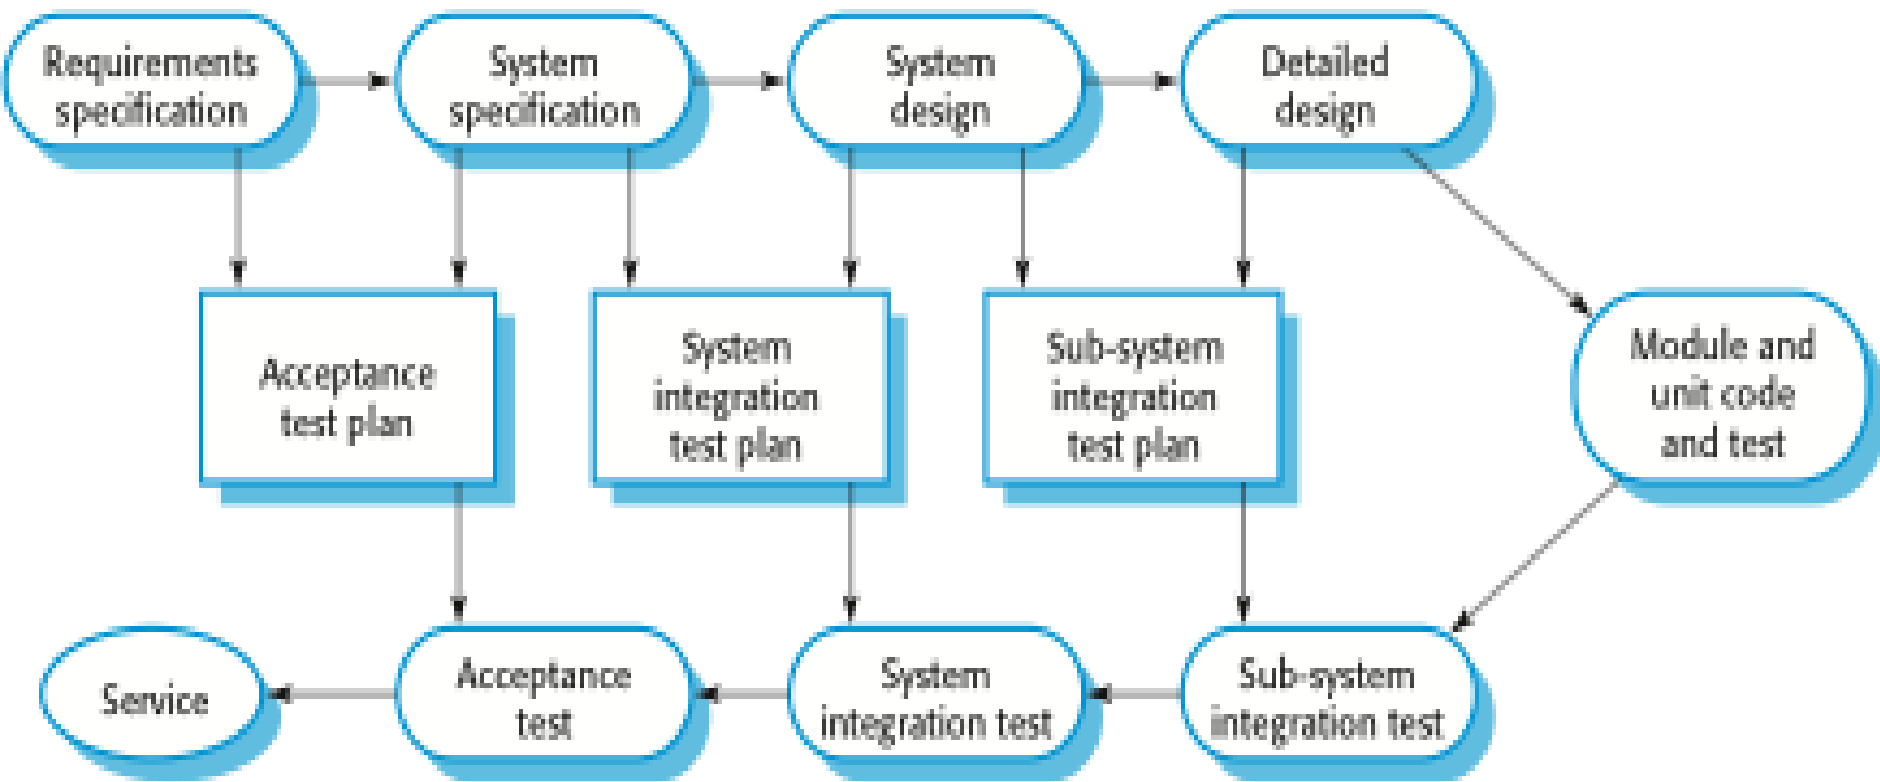 Requirements
specification
System
specification
System
design
Detailed
design
Acceptance
test plan
System
integration
test plan
Sub-system
integration
test plan
Module and
unit code
and test
Service
Acceptance
test
System
integration test
Sub-system
integration test